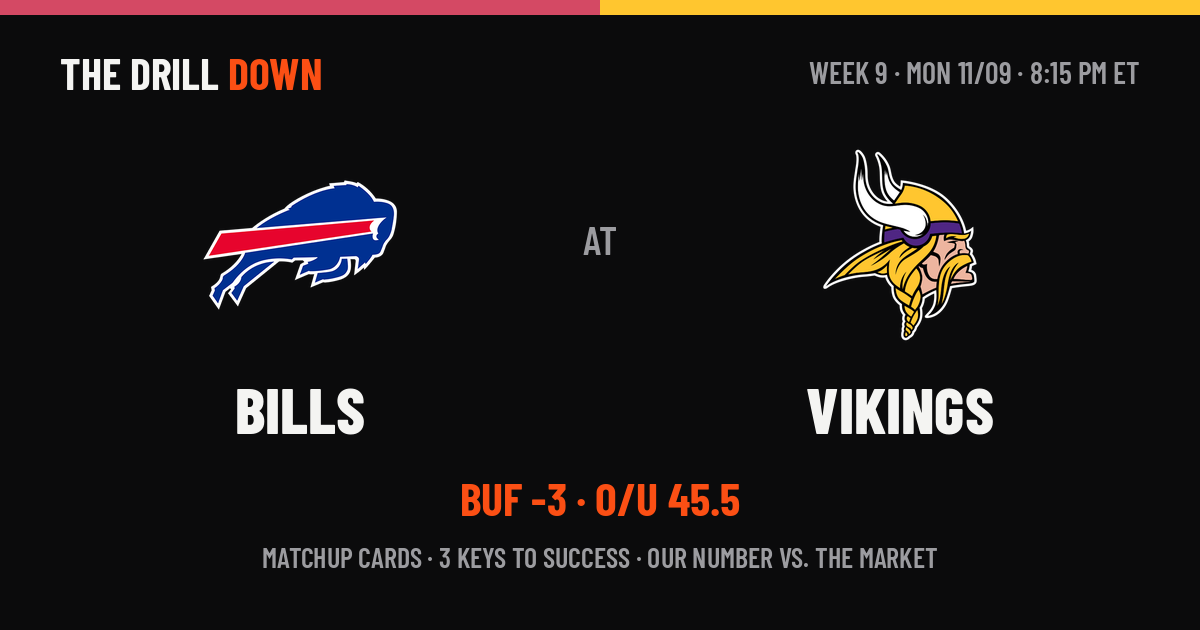 THE DRILL DOWN
WEEK 9 · MON 11/09 · 8:15 PM ET
AT
BILLS
VIKINGS
BUF -3 · O/U 45.5
MATCHUP CARDS · 3 KEYS TO SUCCESS · OUR NUMBER VS. THE MARKET